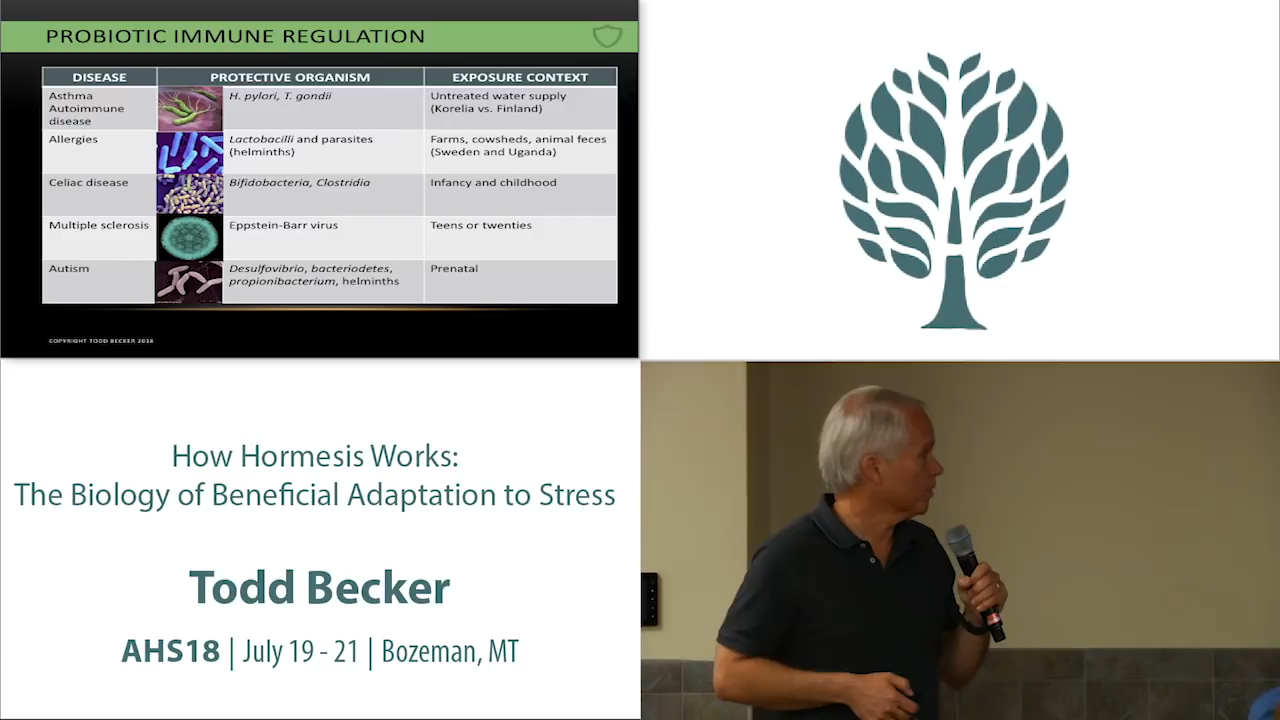 PROBIOTIC IMMUNE REGULATION
DISEASE PROTECTIVE ORGANISM EXPOSURE CONTEXT
Asthma
Autoimmune
disease
H. pylori, T. gondii
Untreated water supply
(Korelia vs. Finland)
Allergies
Lactobacilli and parasites
(helminths)
Farms, cowsheds, animal feces
(Sweden and Uganda)
Celiac disease
Bifidobacteria, Clostridia
Infancy and childhood
Multiple sclerosis
Eppstein-Barr virus
Teens or twenties
Autism
Desulfovibrio, bacteriodetes,
propionibacterium, helminths
Prenatal
COPYRIGHT TODD BECKER 2018
How Hormesis Works:
The Biology of Beneficial Adaptation to Stress
Todd Becker
AHS18 | July 19 - 21 | Bozeman, MT